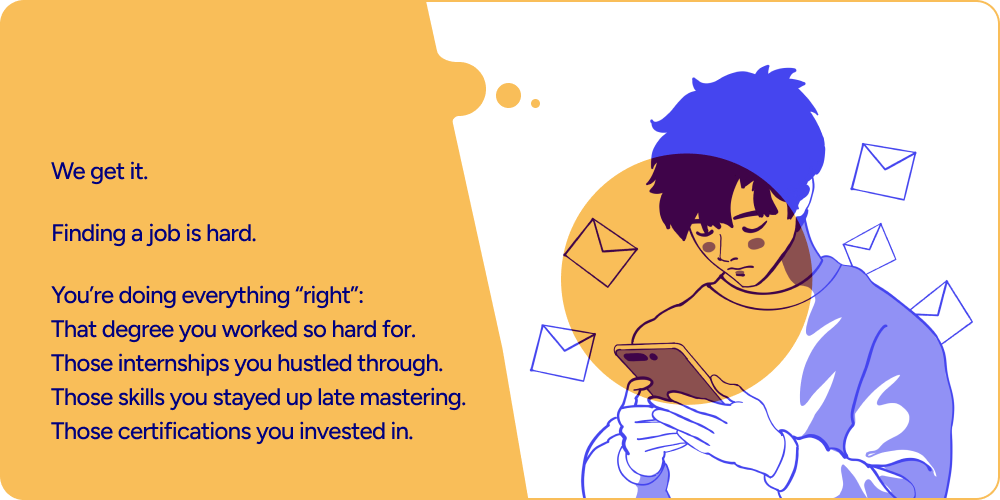 We get it.
Finding a job is hard.
You’re doing everything “right”:
That degree you worked so hard for.
Those internships you hustled through.
Those skills you stayed up late mastering.
Those certifications you invested in.